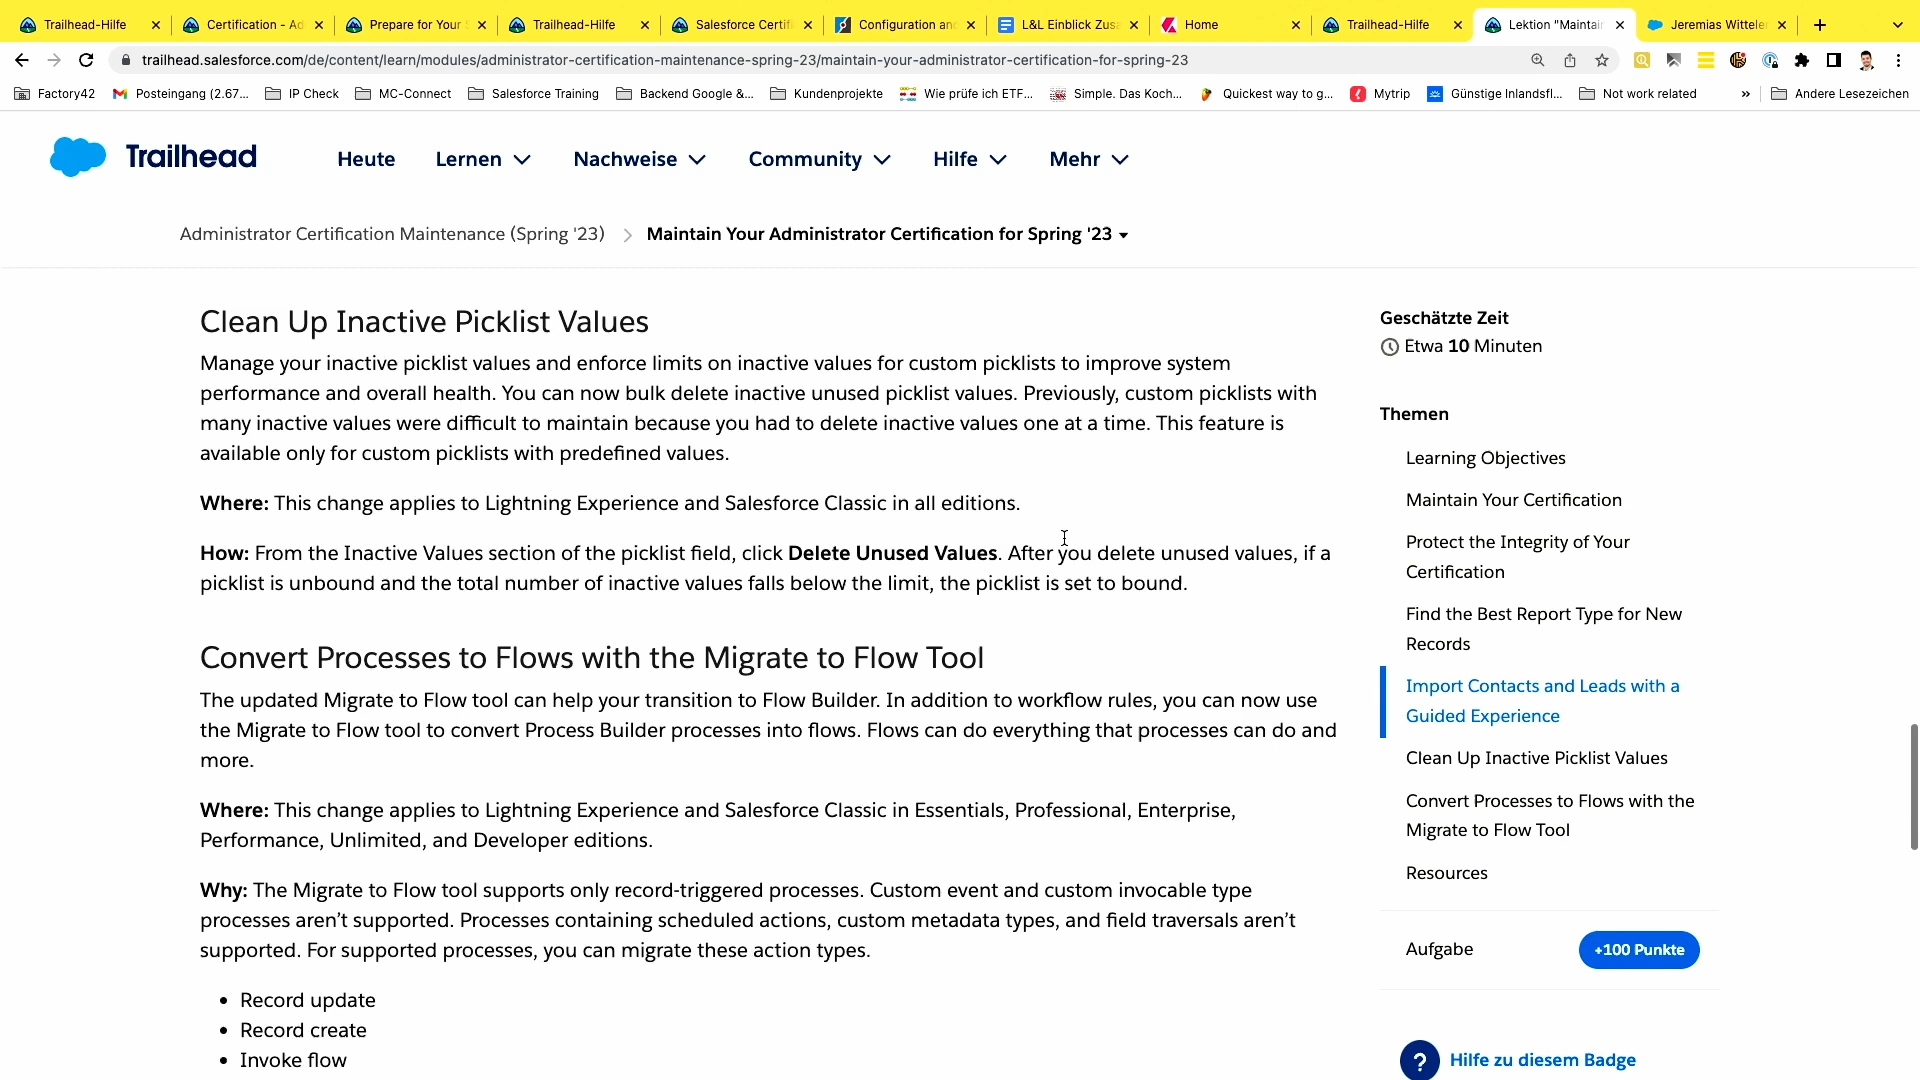 Trailhead-Hilfe
Certification - Ad
Prepare for Your S
Trailhead-Hilfe
Salesforce Certifi
Configuration and
L&L Einblick Zusa
Home
Trailhead-Hilfe
Lektion "Maintain
Jeremias Witteler
trailhead.salesforce.com/de/content/learn/modules/administrator-certification-maintenance-spring-23/maintain-your-administrator-certification-for-spring-23
Factory42
Posteingang (2.67...
IP Check
MC-Connect
Salesforce Training
Backend Google &...
Kundenprojekte
Wie prüfe ich ETF...
Simple. Das Koch...
Quickest way to g...
Mytrip
Günstige Inlandsfl...
Not work related
»
Andere Lesezeichen
Trailhead
Heute
Lernen
Nachweise
Community
Hilfe
Mehr
Administrator Certification Maintenance (Spring '23)
Maintain Your Administrator Certification for Spring '23
Clean Up Inactive Picklist Values
Manage your inactive picklist values and enforce limits on inactive values for custom picklists to improve system
performance and overall health. You can now bulk delete inactive unused picklist values. Previously, custom picklists with
many inactive values were difficult to maintain because you had to delete inactive values one at a time. This feature is
available only for custom picklists with predefined values.
Where: This change applies to Lightning Experience and Salesforce Classic in all editions.
How: From the Inactive Values section of the picklist field, click Delete Unused Values. After you delete unused values, if a
picklist is unbound and the total number of inactive values falls below the limit, the picklist is set to bound.
Convert Processes to Flows with the Migrate to Flow Tool
The updated Migrate to Flow tool can help your transition to Flow Builder. In addition to workflow rules, you can now use
the Migrate to Flow tool to convert Process Builder processes into flows. Flows can do everything that processes can do and
more.
Where: This change applies to Lightning Experience and Salesforce Classic in Essentials, Professional, Enterprise,
Performance, Unlimited, and Developer editions.
Why: The Migrate to Flow tool supports only record-triggered processes. Custom event and custom invocable type
processes aren't supported. Processes containing scheduled actions, custom metadata types, and field traversals aren't
supported. For supported processes, you can migrate these action types.
• Record update
• Record create
• Invoke flow
Geschätzte Zeit
Etwa 10 Minuten
Themen
Learning Objectives
Maintain Your Certification
Protect the Integrity of Your
Certification
Find the Best Report Type for New
Records
Import Contacts and Leads with a
Guided Experience
Clean Up Inactive Picklist Values
Convert Processes to Flows with the
Migrate to Flow Tool
Resources
Aufgabe
+100 Punkte
? Hilfe zu diesem Badge